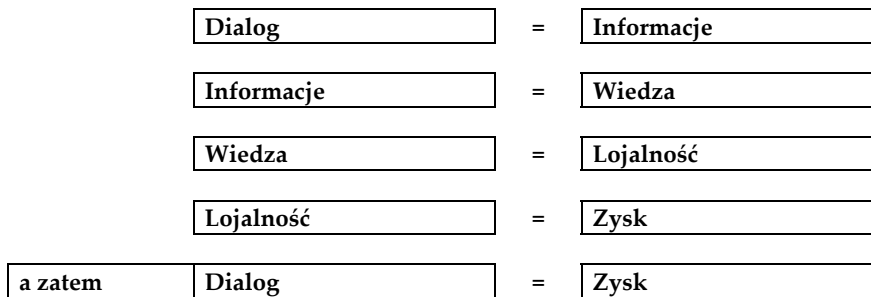 Dialog = Informacje
Informacje = Wiedza
Wiedza = Lojalność
Lojalność = Zysk
a zatem Dialog = Zysk